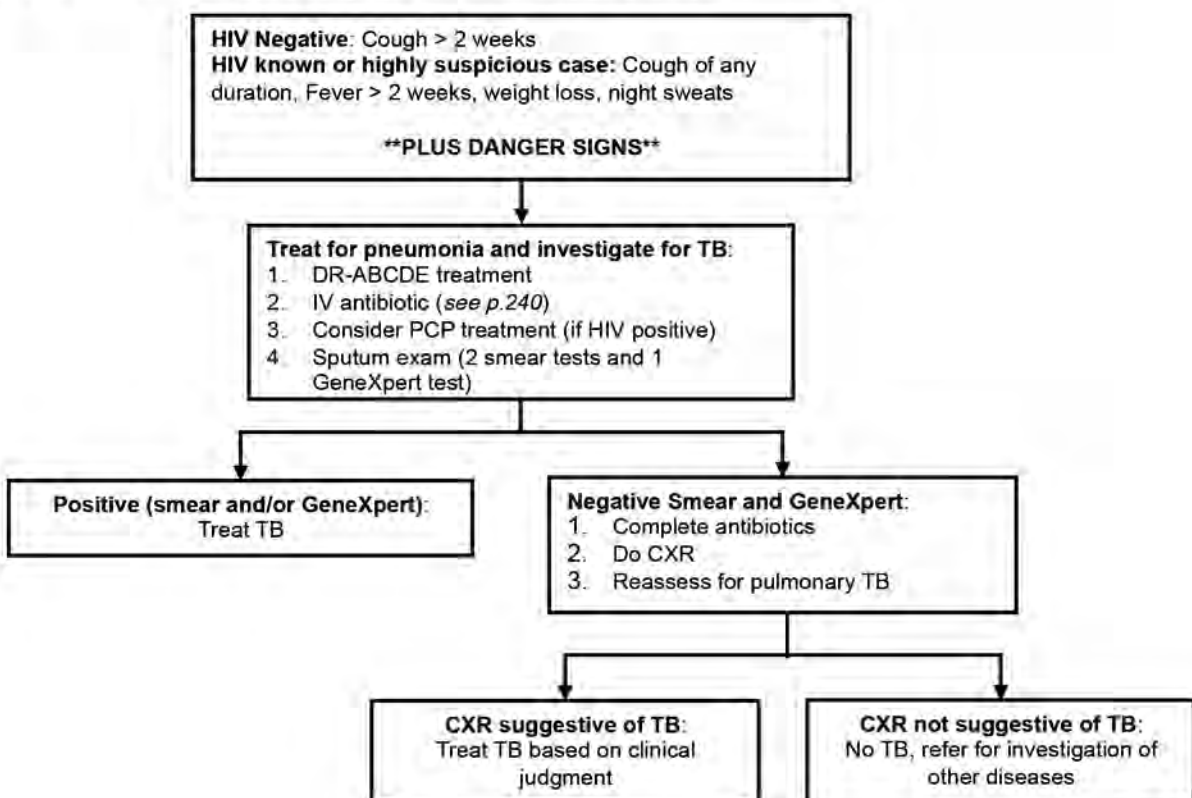 HIV Negative: Cough > 2 weeks
HIV known or highly suspicious case: Cough of any
duration, Fever > 2 weeks, weight loss, night sweats
**PLUS DANGER SIGNS**
Treat for pneumonia and investigate for TB:
1. DR-ABCDE treatment
2. IV antibiotic (see p.240)
3. Consider PCP treatment (if HIV positive)
4. Sputum exam (2 smear tests and 1
GeneXpert test)
Positive (smear and/or GeneXpert):
Treat TB
Negative Smear and GeneXpert:
1. Complete antibiotics
2. Do CXR
3. Reassess for pulmonary TB
CXR suggestive of TB:
Treat TB based on clinical
judgment
CXR not suggestive of TB:
No TB, refer for investigation of
other diseases